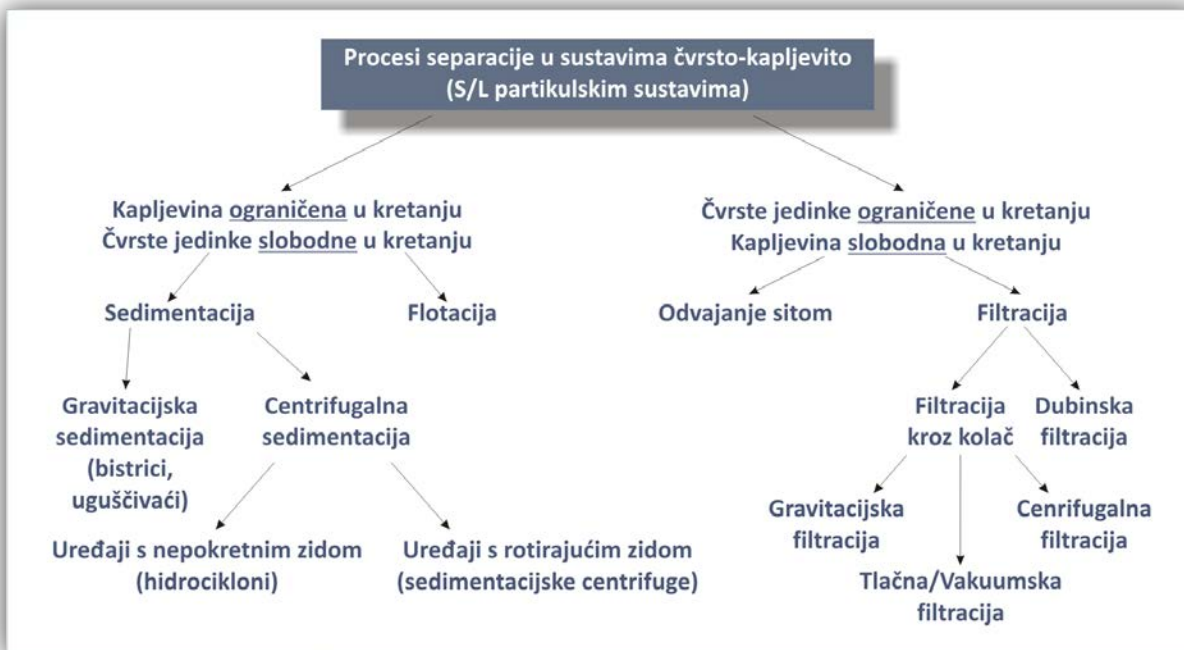 Procesi separacije u sustavima čvrsto-kapljevito
(S/L partikulskim sustavima)
Kapljevina ograničena u kretanju
Čvrste jedinke slobodne u kretanju
Čvrste jedinke ograničene u kretanju
Kapljevina slobodna u kretanju
Sedimentacija
Flotacija
Odvajanje sitom
Filtracija
Gravitacijska
sedimentacija
(bistrici,
uguščivaći)
Centrifugalna
sedimentacija
Filtracija
kroz kolač
Dubinska
filtracija
Uređaji s nepokretnim zidom
(hidrocikloni)
Uređaji s rotirajućim zidom
(sedimentacijske centrifuge)
Gravitacijska
filtracija
Tlačna/Vakuumska
filtracija
Cenrifugalna
filtracija